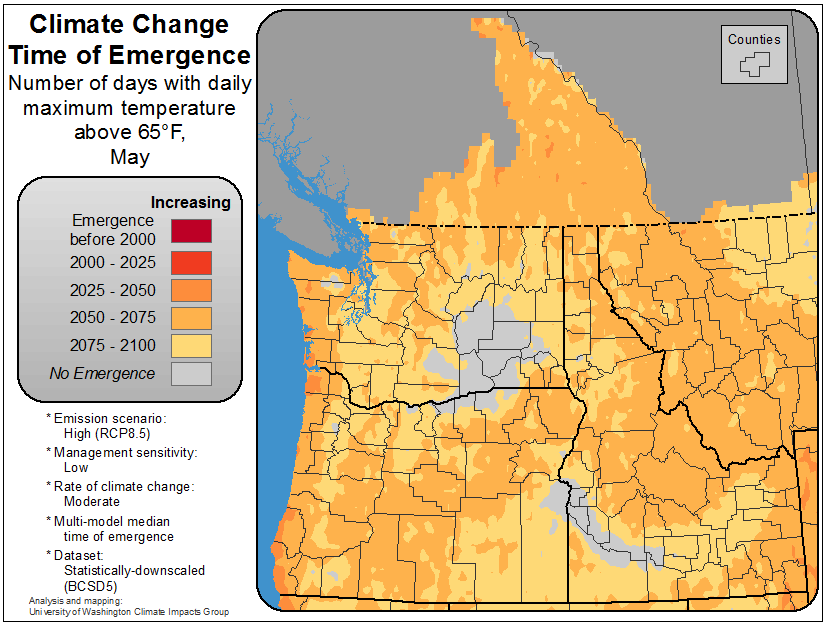 Climate Change
Time of Emergence
Number of days with daily
maximum temperature
above 65°F,
May
Increasing
Emergence
before 2000
2000 - 2025
2025 - 2050
2050 - 2075
2075 - 2100
No Emergence
* Emission scenario:
High (RCP8.5)
* Management sensitivity:
Low
* Rate of climate change:
Moderate
* Multi-model median
time of emergence
* Dataset:
Statistically-downscaled
(BCSD5)
Analysis and mapping:
University of Washington Climate Impacts Group
Counties